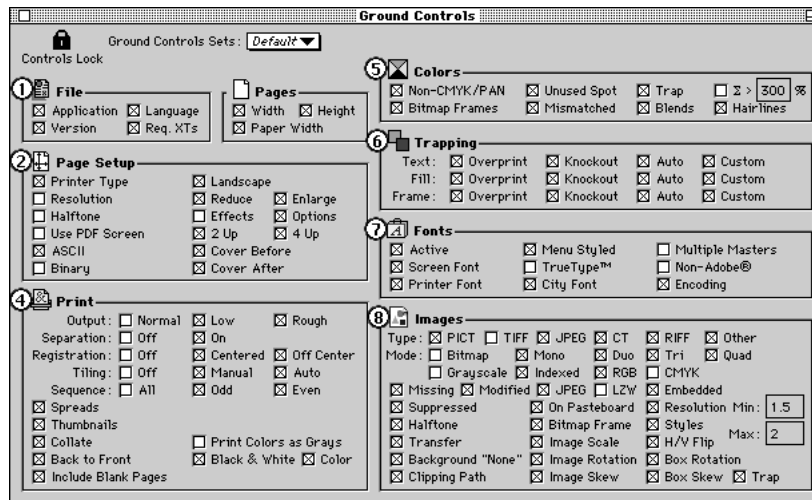 Ground Controls
Controls Lock
Ground Controls Sets: Default
1 File
Application Language
Version Req. XTs
Pages
Width Height
Paper Width
2 Page Setup
Printer Type Landscape
Resolution Reduce Enlarge
Halftone Effects Options
Use PDF Screen 2 Up 4 Up
ASCII Cover Before
Binary Cover After
4 Print
Output: Normal Low Rough
Separation: Off On
Registration: Off Centered Off Center
Tiling: Off Manual Auto
Sequence: All Odd Even
Spreads
Thumbnails
Collate Print Colors as Grays
Back to Front Black & White Color
Include Blank Pages
5 Colors
Non-CMYK/PAN Unused Spot Trap Σ > 300 %
Bitmap Frames Mismatched Blends Hairlines
6 Trapping
Text: Overprint Knockout Auto Custom
Fill: Overprint Knockout Auto Custom
Frame: Overprint Knockout Auto Custom
7 Fonts
Active Menu Styled Multiple Masters
Screen Font TrueType™ Non-Adobe®
Printer Font City Font Encoding
8 Images
Type: PICT TIFF JPEG CT RIFF Other
Mode: Bitmap Mono Duo Tri Quad
Grayscale Indexed RGB CMYK
Missing Modified JPEG LZW Embedded
Suppressed On Pasteboard Resolution Min: 1.5
Halftone Bitmap Frame Styles
Max: 2
Transfer Image Scale H/V Flip
Background "None" Image Rotation Box Rotation
Clipping Path Image Skew Box Skew Trap